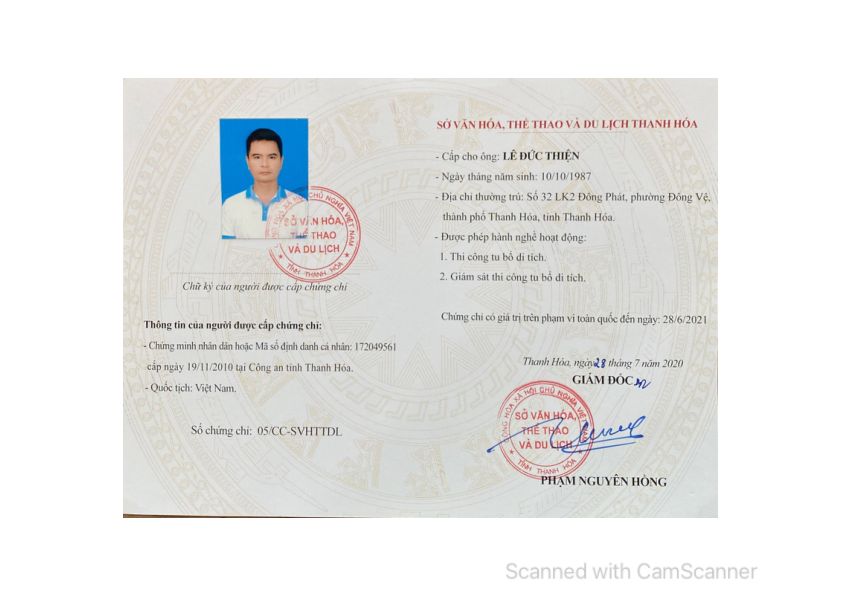 SỞ VĂN HÓA,
THỂ THAO
VÀ DU LỊCH
TỈNH THANH HÓA
Chữ ký của người được cấp chứng chỉ
Thông tin của người được cấp chứng chỉ:
- Chứng minh nhân dân hoặc Mã số định danh cá nhân: 172049561
cấp ngày 19/11/2010 tại Công an tỉnh Thanh Hóa.
- Quốc tịch: Việt Nam.
Số chứng chỉ: 05/CC-SVHTTDL
SỞ VĂN HÓA, THỂ THAO VÀ DU LỊCH THANH HÓA
- Cấp cho ông: LÊ ĐỨC THIỆN
- Ngày tháng năm sinh: 10/10/1987
- Địa chỉ thường trú: Số 32 LK2 Đông Phát, phường Đông Vệ,
thành phố Thanh Hóa, tỉnh Thanh Hóa.
- Được phép hành nghề hoạt động:
1. Thi công tu bổ di tích.
2. Giám sát thi công tu bổ di tích.
Chứng chỉ có giá trị trên phạm vi toàn quốc đến ngày: 28/6/2021
Thanh Hóa, ngày 28 tháng 7 năm 2020
GIÁM ĐỐC
CỘNG HÒA XÃ HỘI CHỦ NGHĨA VIỆT NAM
SỞ VĂN HÓA,
THỂ THAO
VÀ DU LỊCH
TỈNH THANH HÓA
PHẠM NGUYÊN HỒNG
Scanned with CamScanner